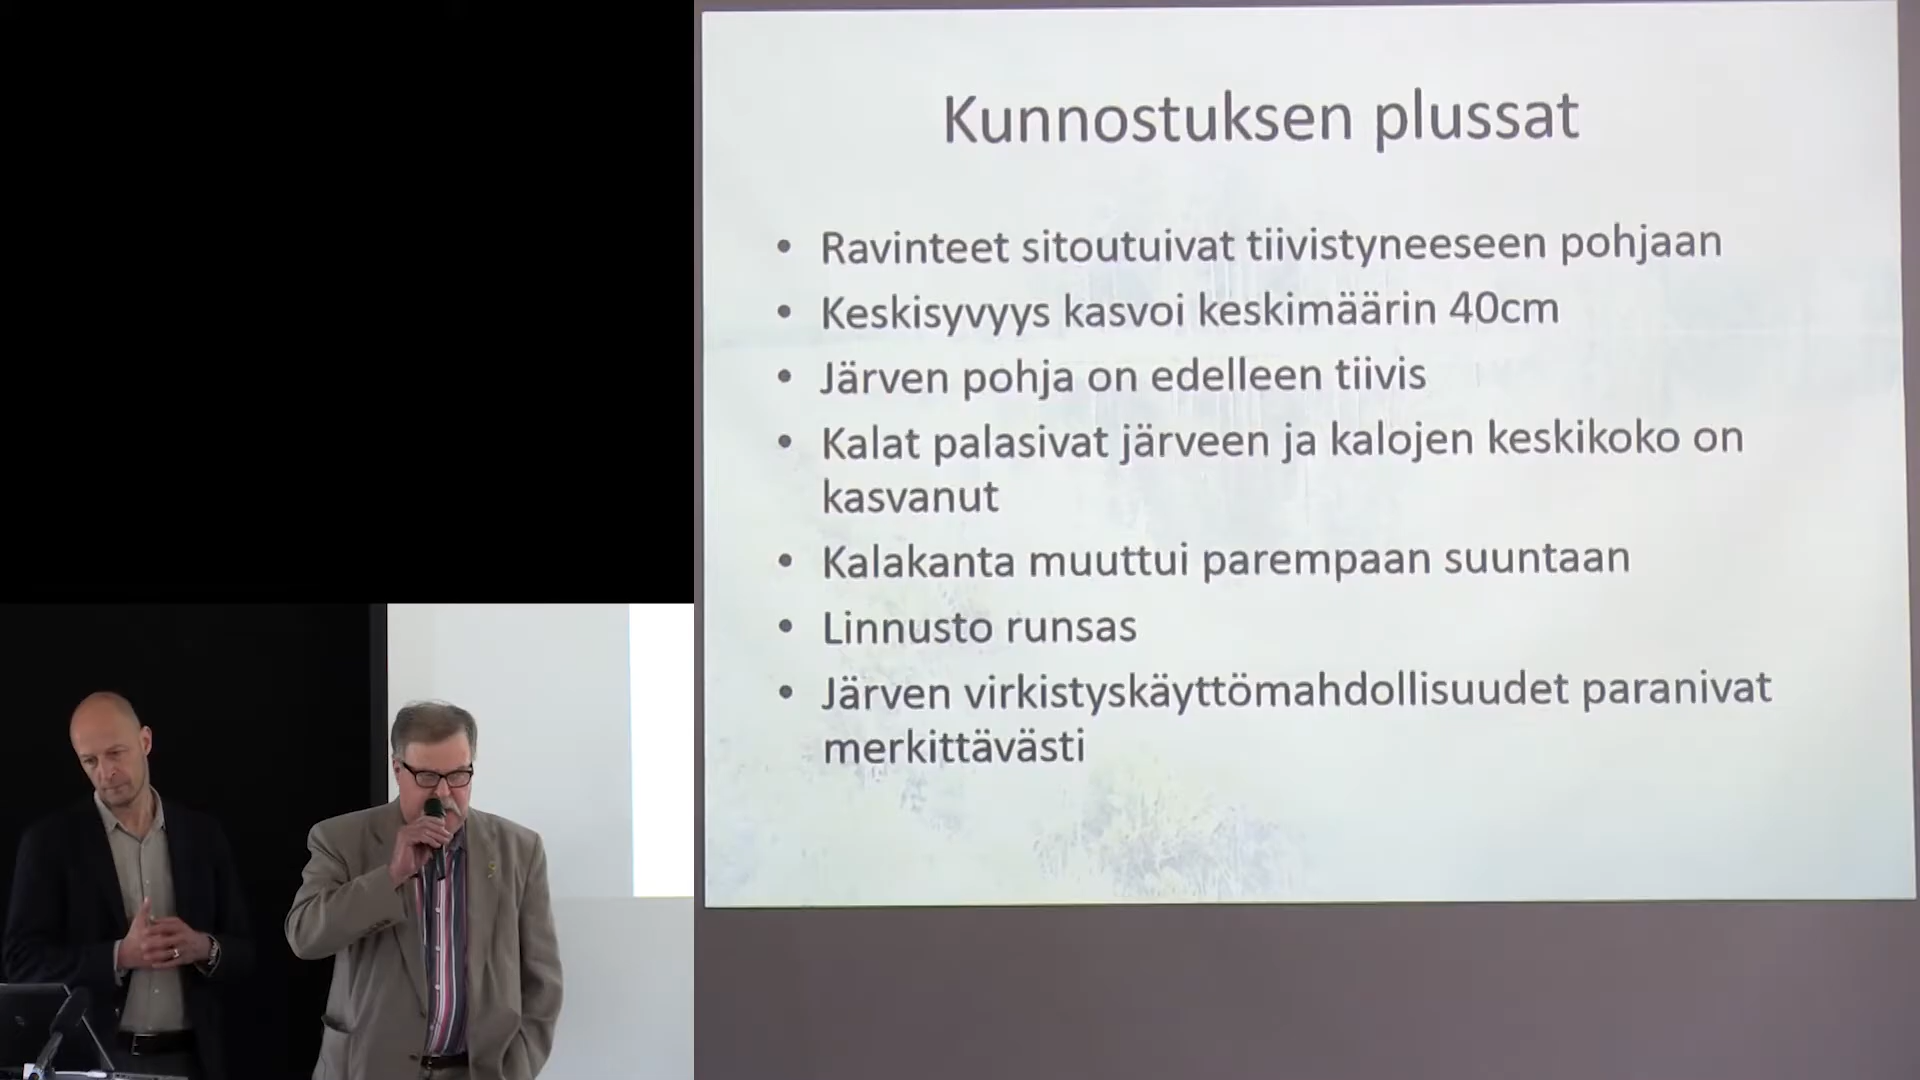 Kunnostuksen plussat
• Ravinteet sitoutuivat tiivistyneeseen pohjaan
• Keskisyvyys kasvoi keskimäärin 40cm
• Järven pohja on edelleen tiivis
• Kalat palasivat järveen ja kalojen keskikoko on
kasvanut
• Kalakanta muuttui parempaan suuntaan
• Linnusto runsas
• Järven virkistyskäyttömahdollisuudet paranivat
merkittävästi